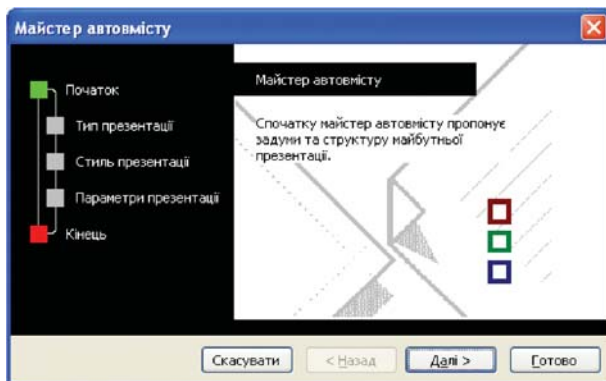 Майстер автовмісту
Початок
Тип презентації
Стиль презентації
Параметри презентації
Кінець
Майстер автовмісту
Спочатку майстер автовмісту пропонує
задуми та структуру майбутньої
презентації.
Скасувати
< Назад
Далі >
Готово